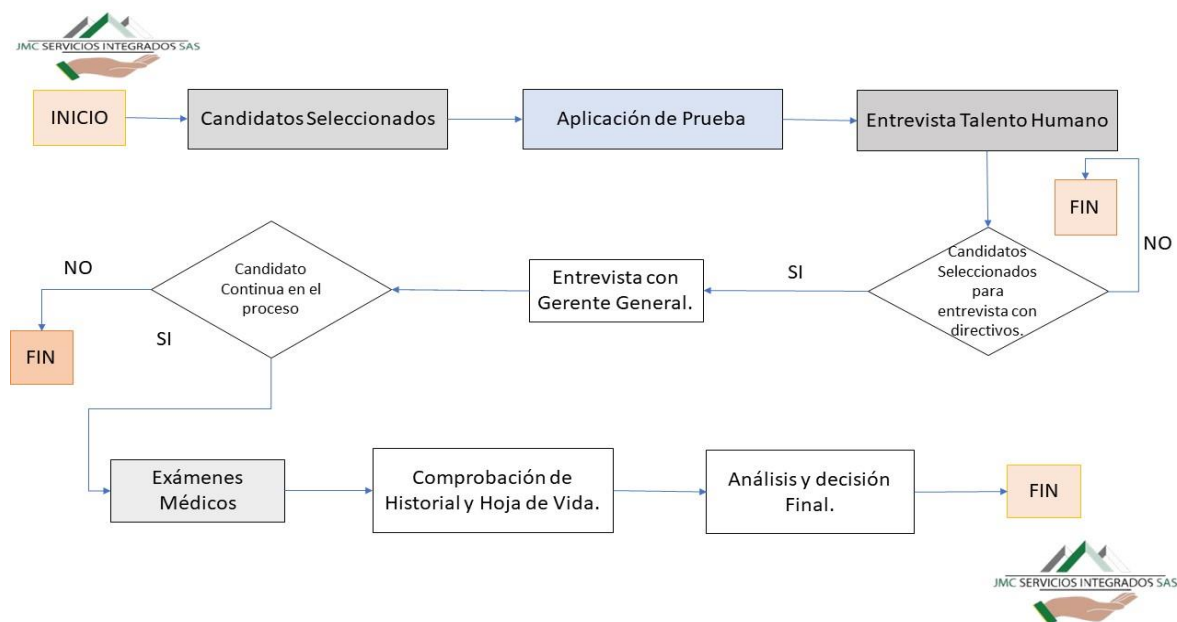 JMC SERVICIOS INTEGRADOS SAS
INICIO
Candidatos Seleccionados
Aplicación de Prueba
Entrevista Talento Humano
FIN
NO
Candidatos
Seleccionados
para
entrevista con
directivos.
SI
Entrevista con
Gerente General.
Candidato
Continua en el
proceso
NO
FIN
SI
Exámenes
Médicos
Comprobación de
Historial y Hoja de Vida.
Análisis y decisión
Final.
FIN
JMC SERVICIOS INTEGRADOS SAS